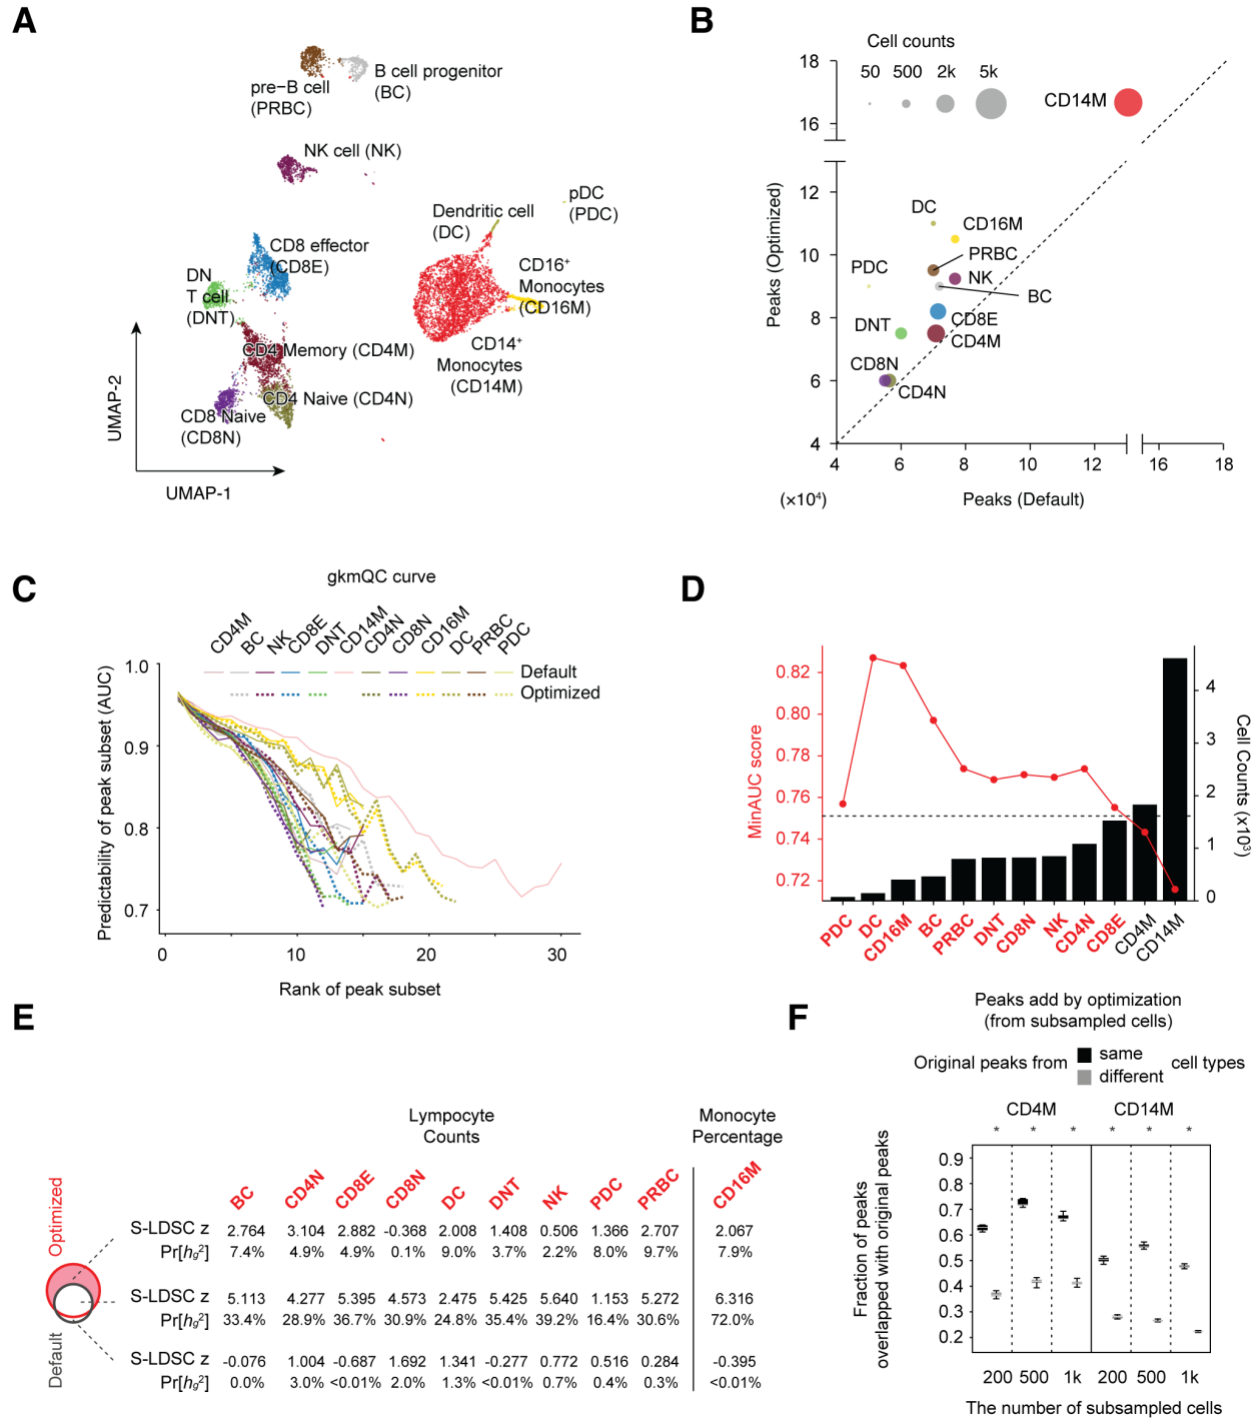 A
pre–B cell
(PRBC)
B cell progenitor
(BC)
NK cell (NK)
pDC
(PDC)
Dendritic cell
(DC)
CD8 effector
(CD8E)
DN
T cell
(DNT)
CD16+
Monocytes
(CD16M)
CD4 Memory (CD4M)
CD14+
Monocytes
(CD14M)
CD4 Naive (CD4N)
CD8 Naive
(CD8N)
UMAP-2
UMAP-1
B
Cell counts
50 500 2k 5k
CD14M
DC
CD16M
PRBC
PDC
NK
BC
CD8E
DNT
CD4M
CD8N
CD4N
Peaks (Optimized)
18
16
12
10
8
6
4
4 6 8 10 12 16 18
(×10⁴)
Peaks (Default)
C
gkmQC curve
CD4M BC NK CD8E DNT CD14M CD4N CD8N CD16M DC PRBC PDC
Default
Optimized
Predictability of peak subset (AUC)
1.0
0.9
0.8
0.7
0 10 20 30
Rank of peak subset
D
MinAUC score
0.82
0.80
0.78
0.76
0.74
0.72
4
3
2
1
0
Cell Counts (x10³)
PDC DC CD16M BC PRBC DNT CD8N NK CD4N CD8E CD4M CD14M
E
Lympocyte
Counts
Monocyte
Percentage
BC CD4N CD8E CD8N DC DNT NK PDC PRBC CD16M
Optimized
Default
S-LDSC z 2.764 3.104 2.882 -0.368 2.008 1.408 0.506 1.366 2.707 2.067
Pr[hg²] 7.4% 4.9% 4.9% 0.1% 9.0% 3.7% 2.2% 8.0% 9.7% 7.9%
S-LDSC z 5.113 4.277 5.395 4.573 2.475 5.425 5.640 1.153 5.272 6.316
Pr[hg²] 33.4% 28.9% 36.7% 30.9% 24.8% 35.4% 39.2% 16.4% 30.6% 72.0%
S-LDSC z -0.076 1.004 -0.687 1.692 1.341 -0.277 0.772 0.516 0.284 -0.395
Pr[hg²] 0.0% 3.0% <0.01% 2.0% 1.3% <0.01% 0.7% 0.4% 0.3% <0.01%
F
Peaks add by optimization
(from subsampled cells)
Original peaks from same cell types
different
CD4M CD14M
* * * * * *
Fraction of peaks
overlapped with original peaks
0.9
0.8
0.7
0.6
0.5
0.4
0.3
0.2
200 500 1k 200 500 1k
The number of subsampled cells